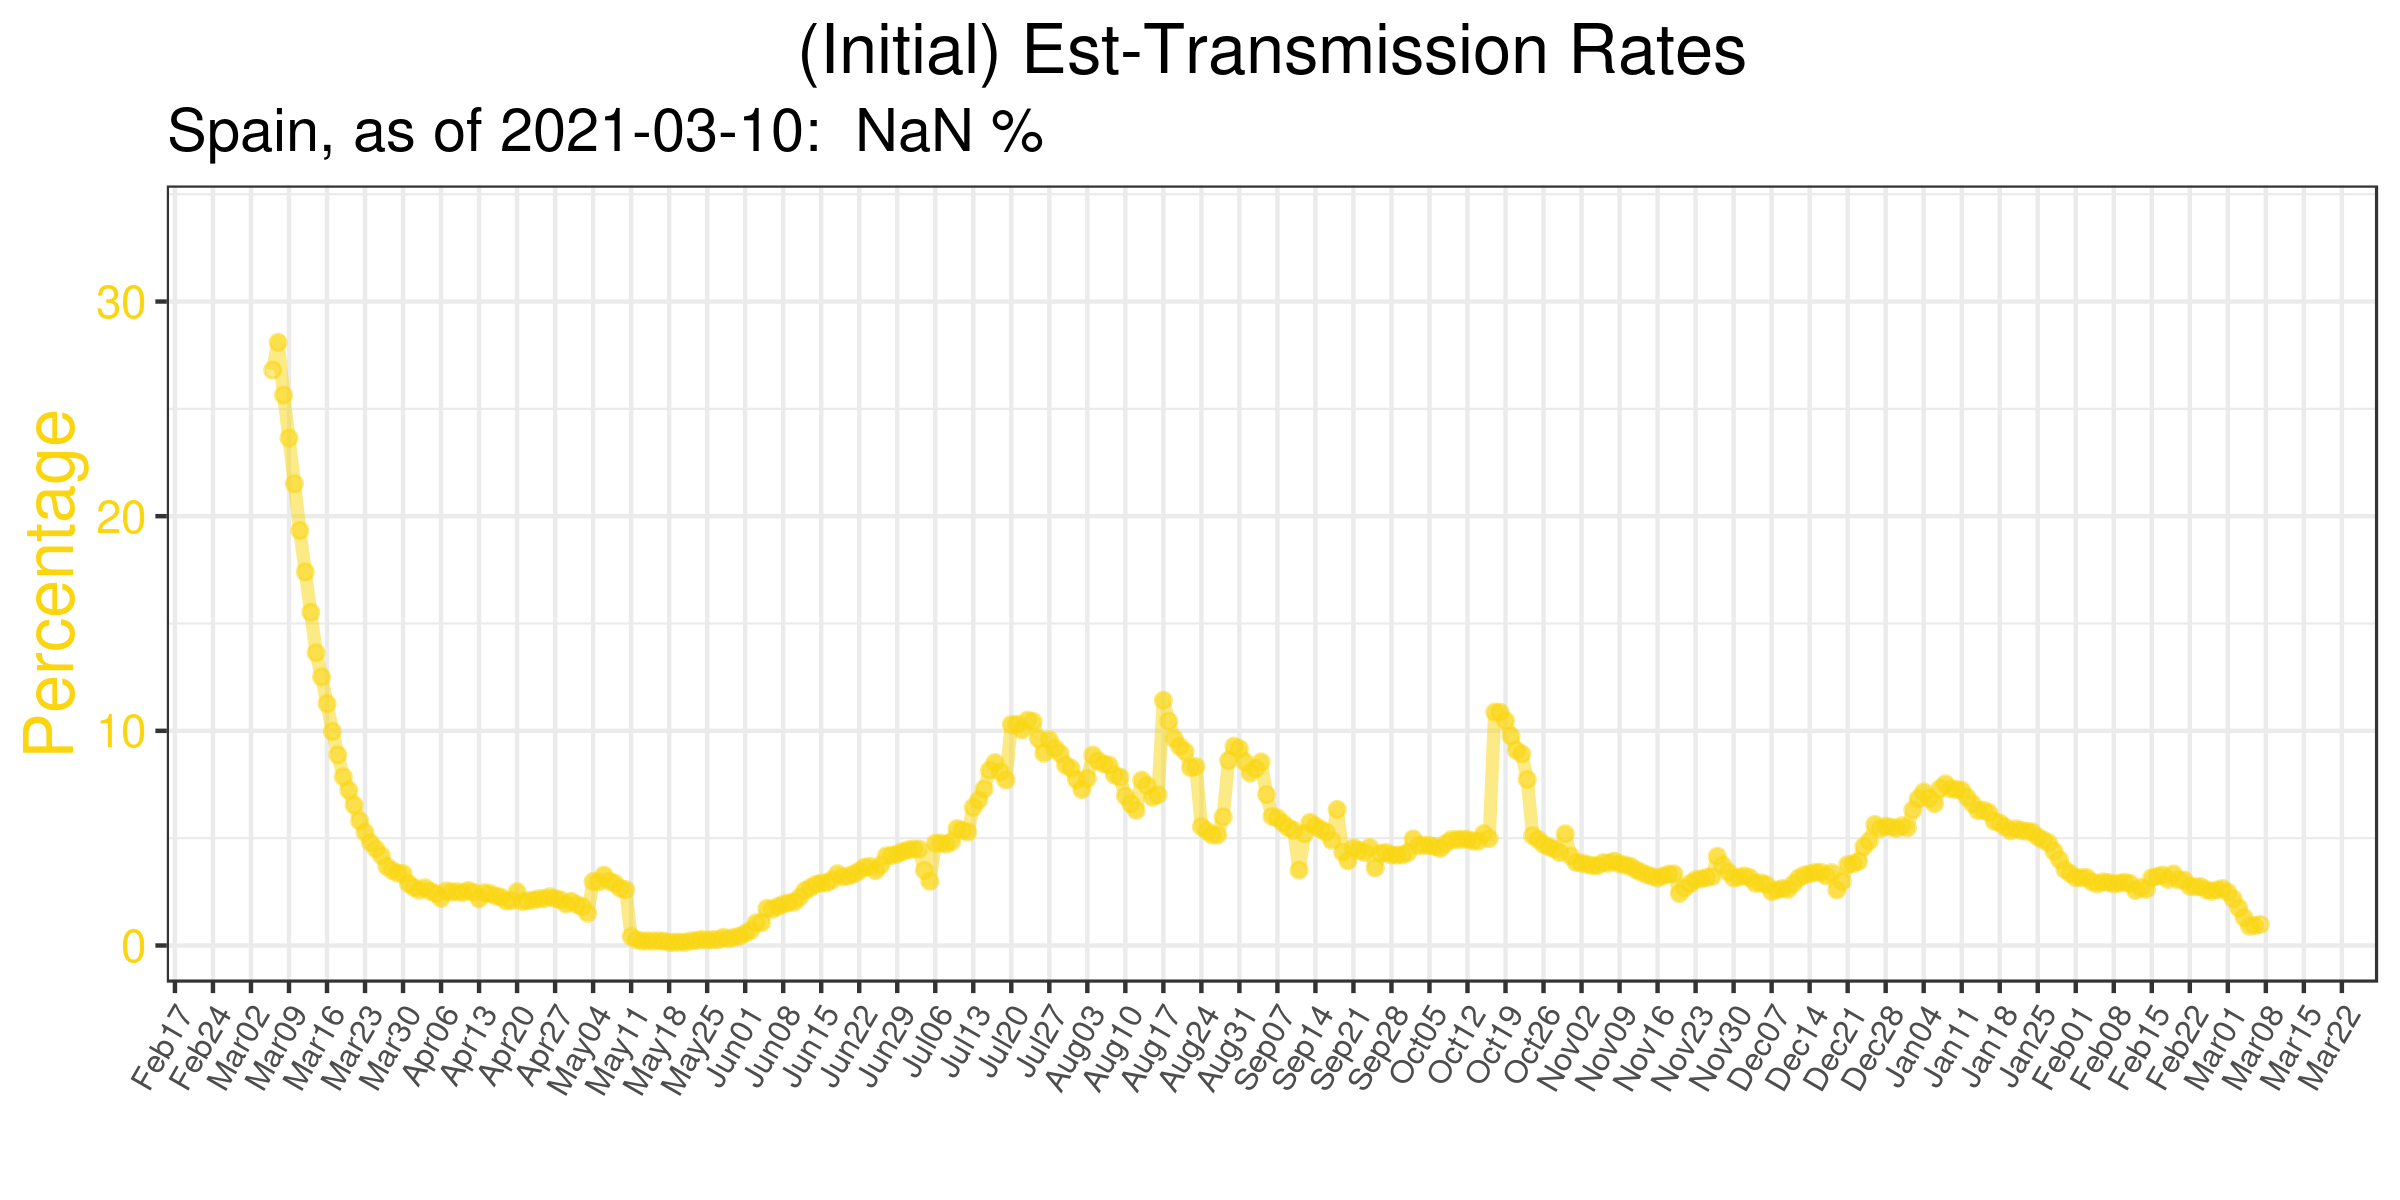 (Initial) Est-Transmission Rates
Spain, as of 2021-03-10:  NaN %
Percentage
30
20
10
0
Feb17
Feb24
Mar02
Mar09
Mar16
Mar23
Mar30
Apr06
Apr13
Apr20
Apr27
May04
May11
May18
May25
Jun01
Jun08
Jun15
Jun22
Jun29
Jul06
Jul13
Jul20
Jul27
Aug03
Aug10
Aug17
Aug24
Aug31
Sep07
Sep14
Sep21
Sep28
Oct05
Oct12
Oct19
Oct26
Nov02
Nov09
Nov16
Nov23
Nov30
Dec07
Dec14
Dec21
Dec28
Jan04
Jan11
Jan18
Jan25
Feb01
Feb08
Feb15
Feb22
Mar01
Mar08
Mar15
Mar22